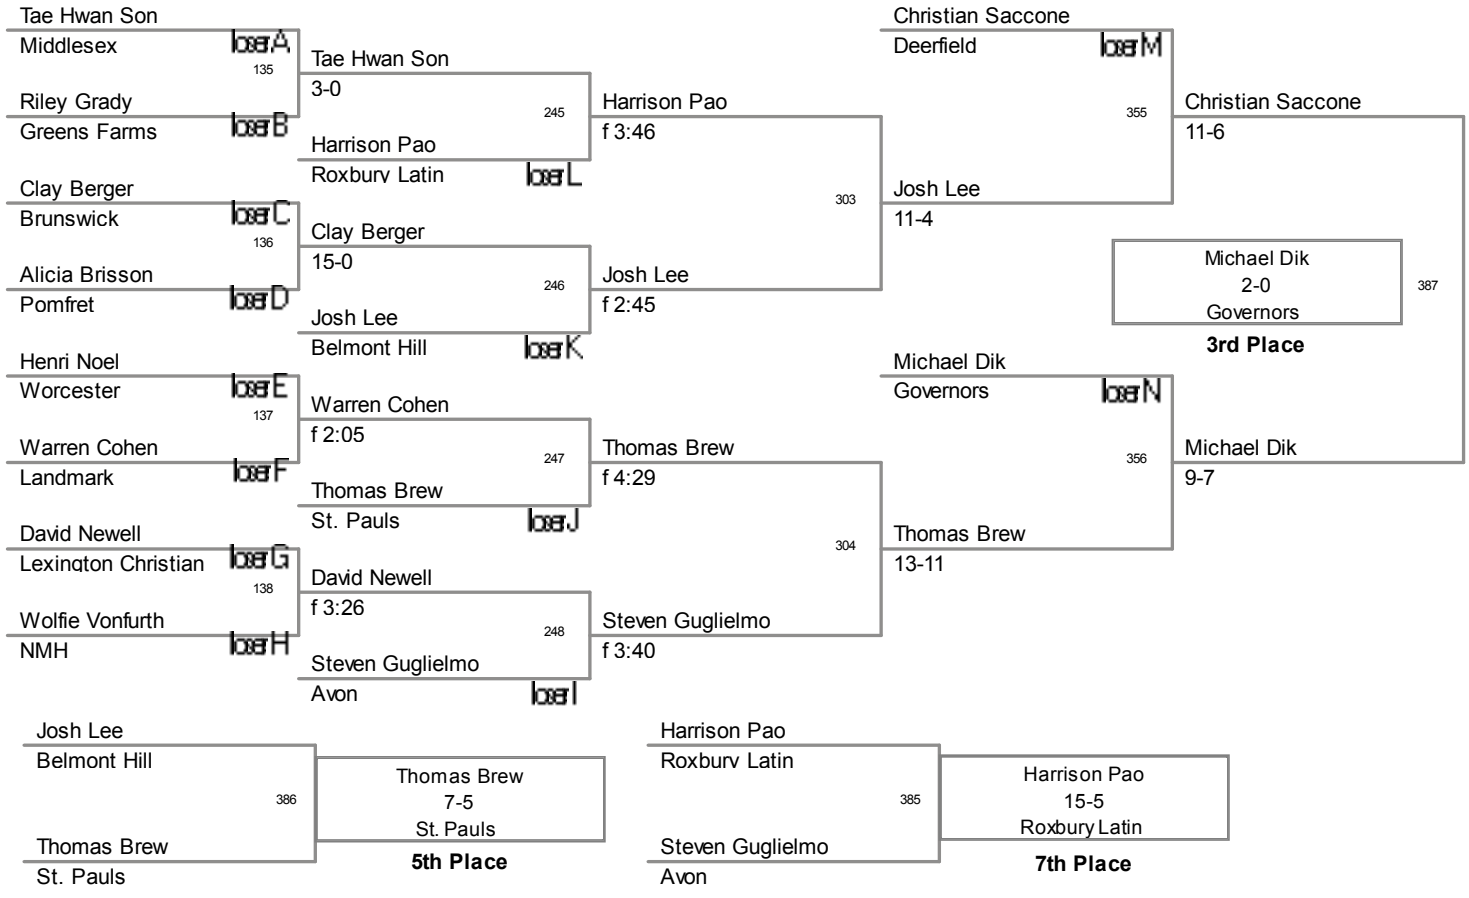 Tae Hwan Son
Middlesex
loser A
135
Riley Grady
Greens Farms
loser B
Clay Berger
Brunswick
loser C
136
Alicia Brisson
Pomfret
loser D
Henri Noel
Worcester
loser E
137
Warren Cohen
Landmark
loser F
David Newell
Lexington Christian
loser G
138
Wolfie Vonfurth
NMH
loser H
Tae Hwan Son
3-0
245
Harrison Pao
Roxbury Latin
loser L
Clay Berger
15-0
246
Josh Lee
Belmont Hill
loser K
Warren Cohen
f 2:05
247
Thomas Brew
St. Pauls
loser J
David Newell
f 3:26
248
Steven Guglielmo
Avon
loser I
Harrison Pao
f 3:46
303
Josh Lee
f 2:45
Thomas Brew
f 4:29
304
Steven Guglielmo
f 3:40
Christian Saccone
Deerfield
loser M
355
Josh Lee
11-4
Michael Dik
Governors
loser N
356
Thomas Brew
13-11
Christian Saccone
11-6
Michael Dik
2-0
Governors
387
3rd Place
Michael Dik
9-7
Josh Lee
Belmont Hill
386
Thomas Brew
St. Pauls
Thomas Brew
7-5
St. Pauls
5th Place
Harrison Pao
Roxbury Latin
385
Steven Guglielmo
Avon
Harrison Pao
15-5
Roxbury Latin
7th Place